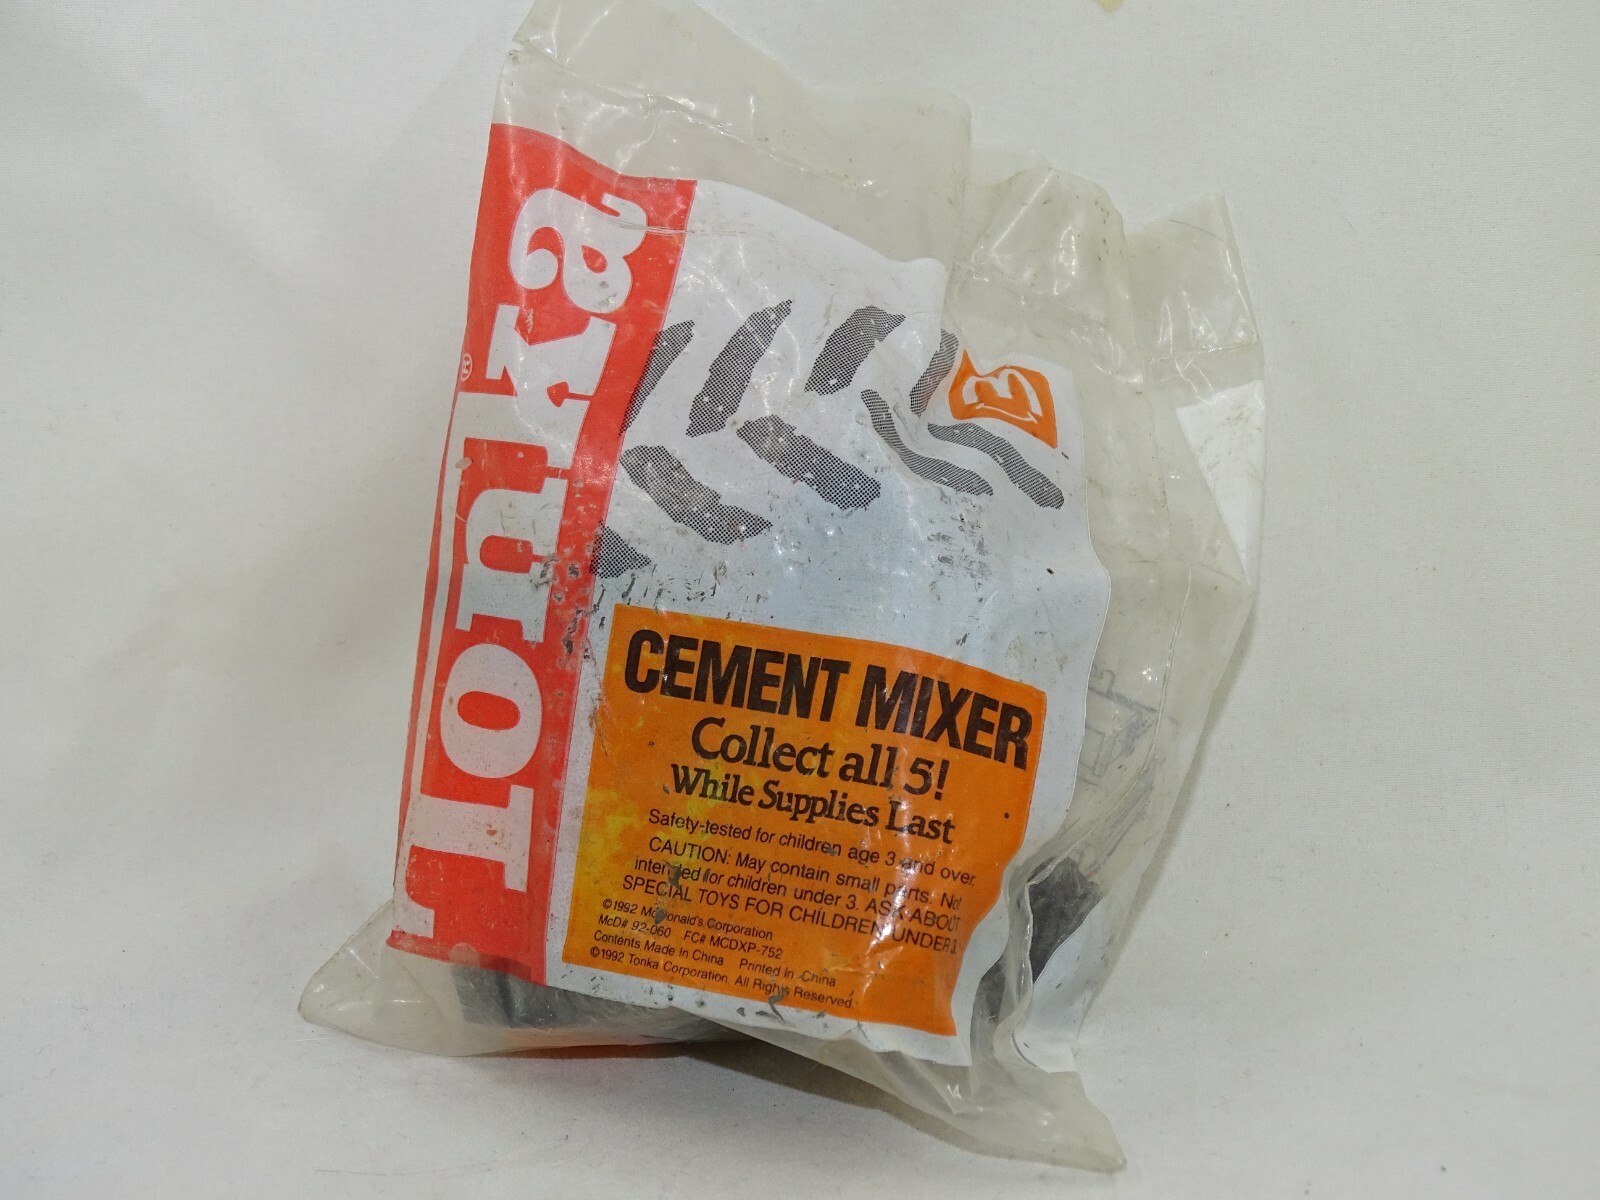 Tonka®
CEMENT MIXER
Collect all 5!
While Supplies Last
Safety-tested for children age 3 and over.
CAUTION: May contain small parts. Not
intended for children under 3. ASK ABOUT
SPECIAL TOYS FOR CHILDREN UNDER 3.
©1992 McDonald's Corporation
McD# 92-060 FC# MCDXP-752
Contents Made In China Printed In China
©1992 Tonka Corporation. All Rights Reserved.